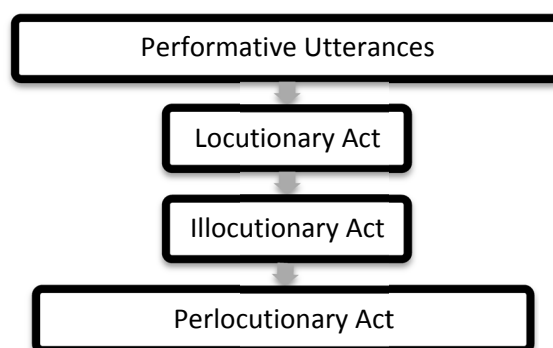 Performative Utterances
Locutionary Act
Illocutionary Act
Perlocutionary Act